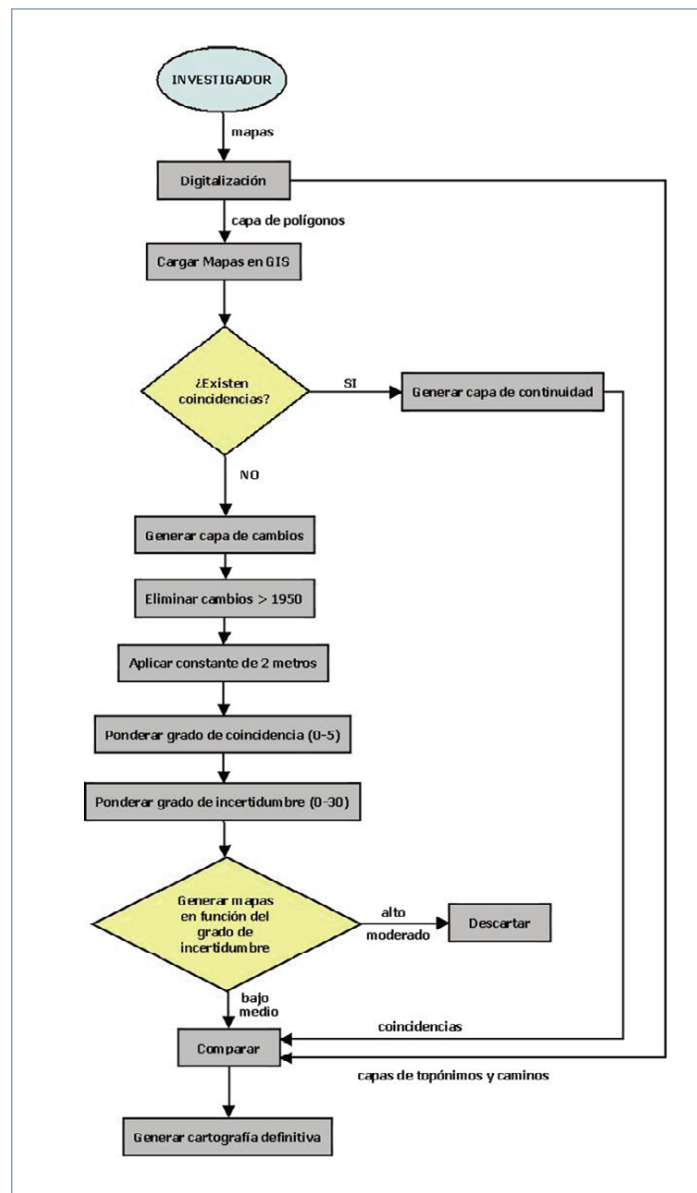 INVESTIGADOR
mapas
Digitalización
capa de polígonos
Cargar Mapas en GIS
¿Existen
coincidencias?
SI
Generar capa de continuidad
NO
Generar capa de cambios
Eliminar cambios > 1950
Aplicar constante de 2 metros
Ponderar grado de coincidencia (0-5)
Ponderar grado de incertidumbre (0-30)
Generar mapas
en función del
grado de
incertidumbre
alto
moderado
Descartar
bajo
medio
coincidencias
Comparar
capas de topónimos y caminos
Generar cartografía definitiva